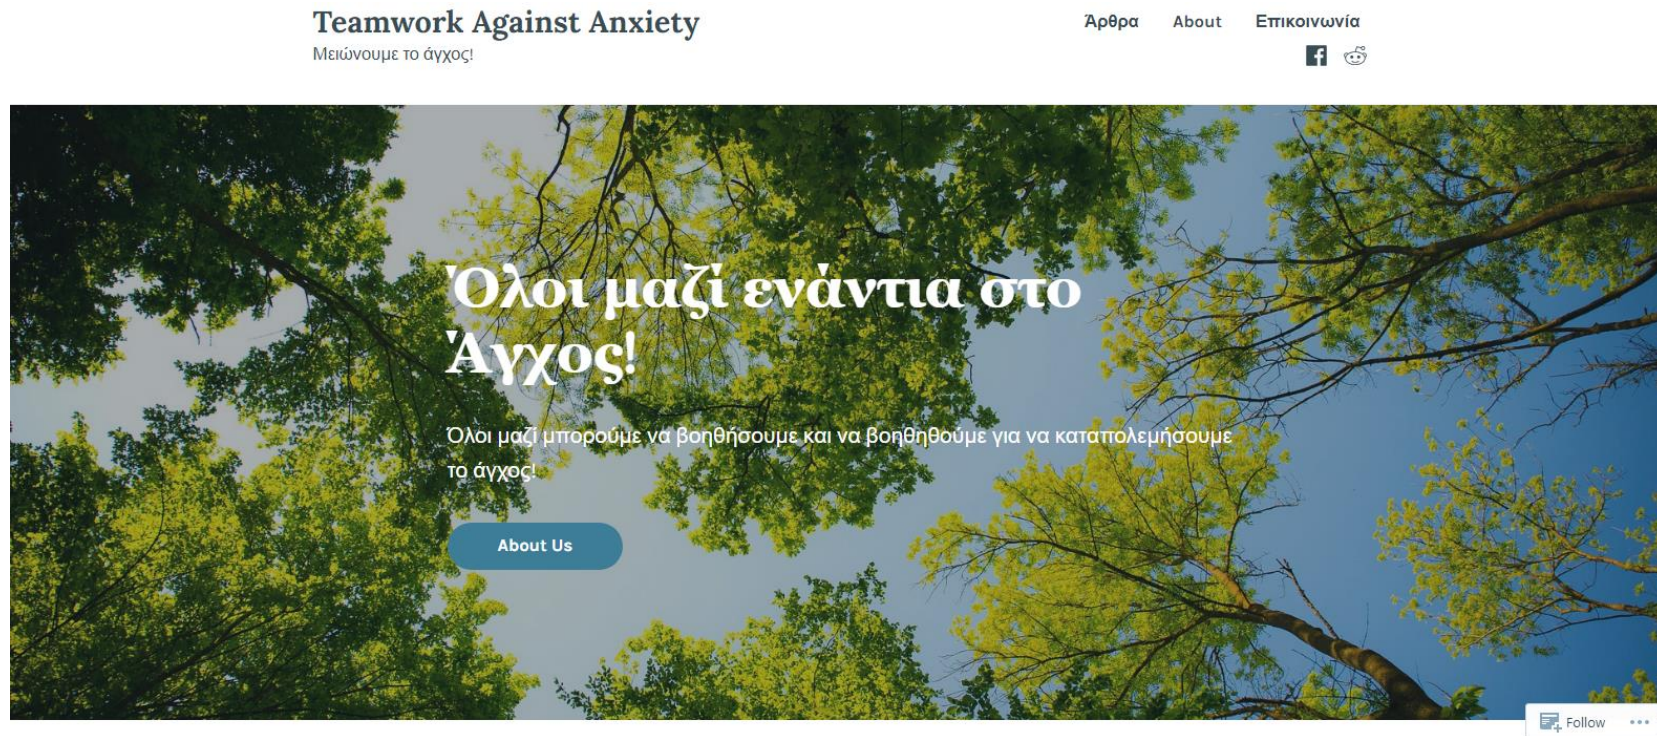 Teamwork Against Anxiety
Μειώνουμε το άγχος!
Άρθρα About Επικοινωνία
Όλοι μαζί ενάντια στο
Άγχος!
Όλοι μαζί μπορούμε να βοηθήσουμε και να βοηθηθούμε για να καταπολεμήσουμε
το άγχος!
About Us
Follow